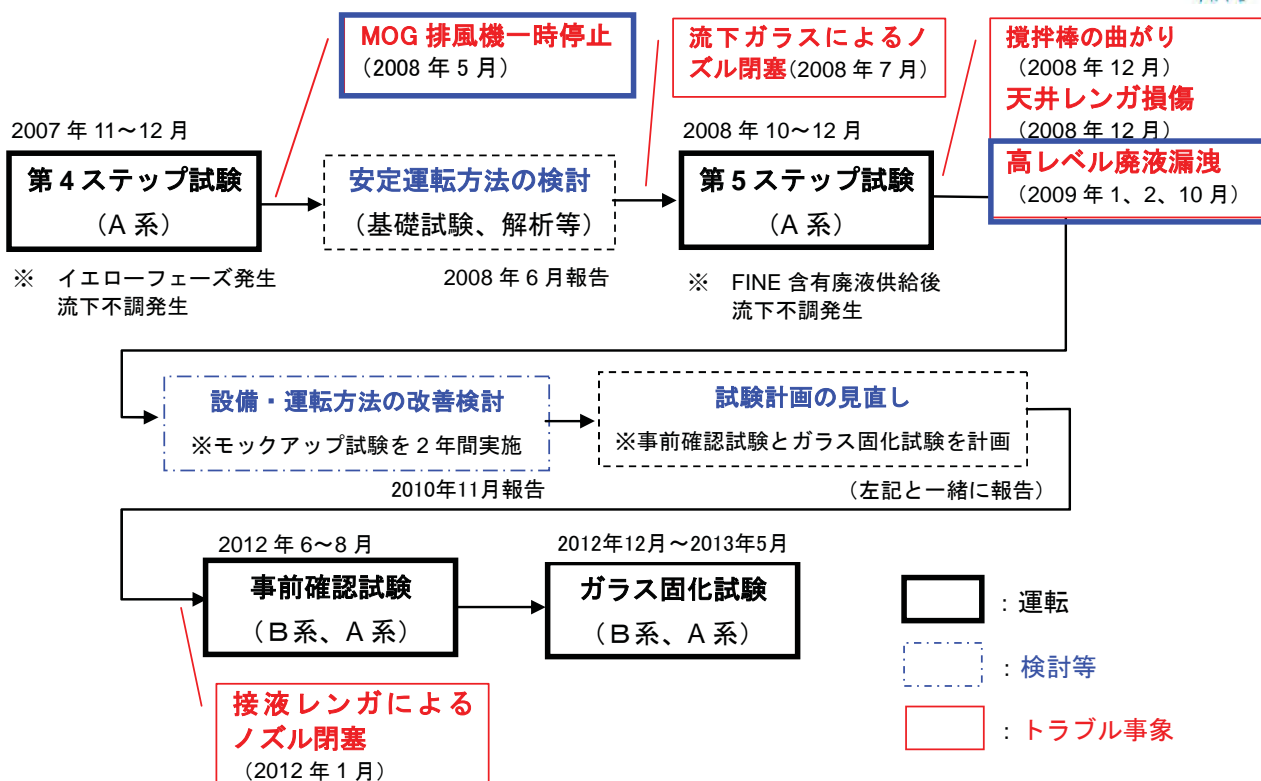 MOG 排風機一時停止
（2008 年 5 月）
流下ガラスによるノ
ズル閉塞（2008 年 7 月）
撹拌棒の曲がり
（2008 年 12 月）
天井レンガ損傷
（2008 年 12 月）
高レベル廃液漏洩
（2009 年 1、2、10 月）
2007 年 11～12 月
第 4 ステップ試験
（A 系）
※　イエローフェーズ発生
流下不調発生
安定運転方法の検討
（基礎試験、解析等）
2008 年 6 月報告
2008 年 10～12 月
第 5 ステップ試験
（A 系）
※　FINE 含有廃液供給後
流下不調発生
設備・運転方法の改善検討
※モックアップ試験を 2 年間実施
2010年11月報告
試験計画の見直し
※事前確認試験とガラス固化試験を計画
（左記と一緒に報告）
2012 年 6～8 月
事前確認試験
（Ｂ系、A 系）
2012年12月～2013年5月
ガラス固化試験
（Ｂ系、A 系）
接液レンガによる
ノズル閉塞
（2012 年 1 月）
：運転
：検討等
：トラブル事象